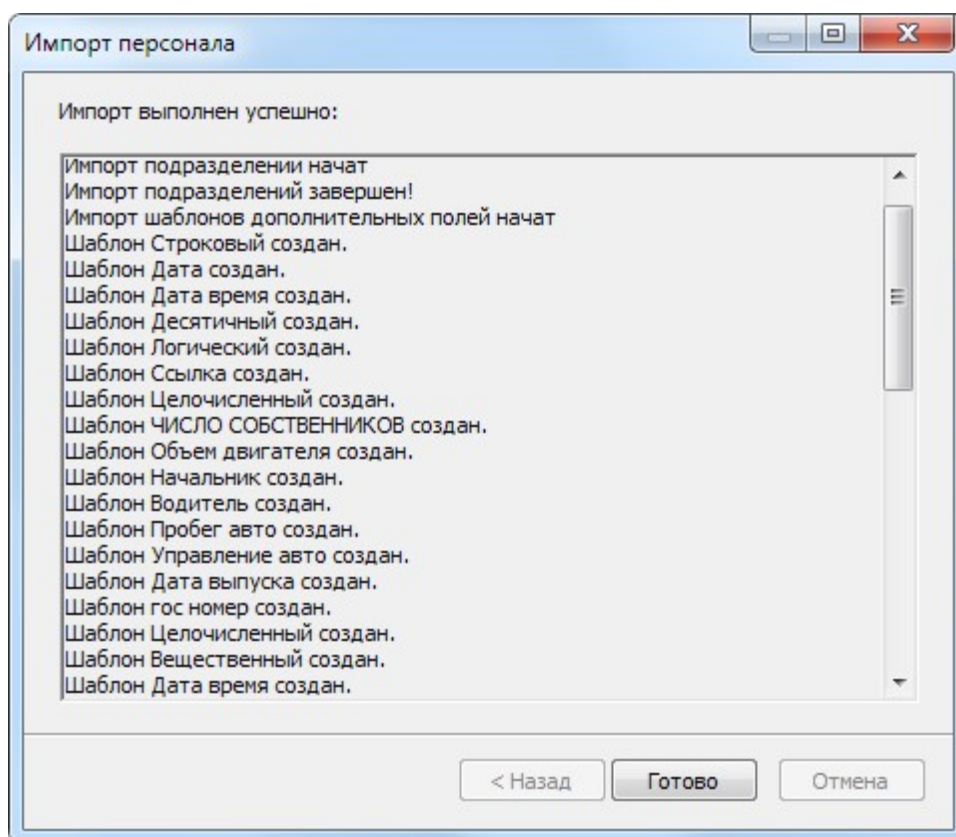 Импорт персонала
Импорт выполнен успешно:
Импорт подразделений начат
Импорт подразделений завершен!
Импорт шаблонов дополнительных полей начат
Шаблон Строковый создан.
Шаблон Дата создан.
Шаблон Дата время создан.
Шаблон Десятичный создан.
Шаблон Логический создан.
Шаблон Ссылка создан.
Шаблон Целочисленный создан.
Шаблон ЧИСЛО СОБСТВЕННИКОВ создан.
Шаблон Объем двигателя создан.
Шаблон Начальник создан.
Шаблон Водитель создан.
Шаблон Пробег авто создан.
Шаблон Управление авто создан.
Шаблон Дата выпуска создан.
Шаблон гос номер создан.
Шаблон Целочисленный создан.
Шаблон Вещественный создан.
Шаблон Дата время создан.
< Назад Готово Отмена